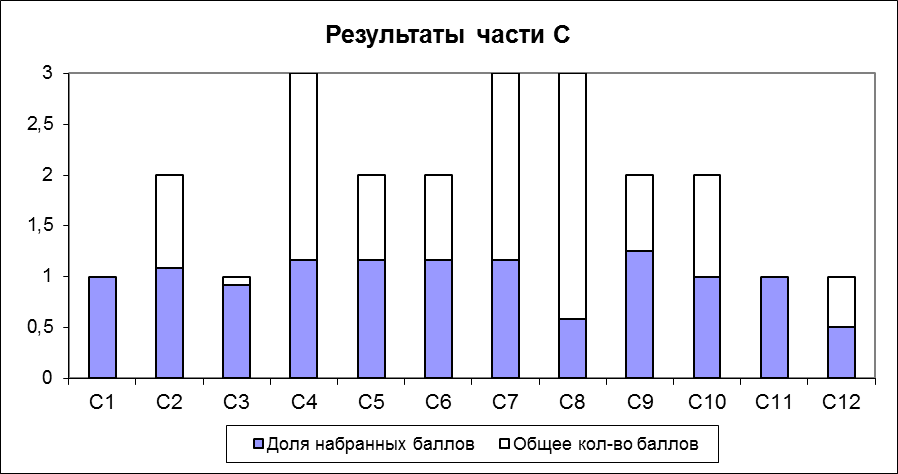 Результаты части С
3
2,5
2
1,5
1
0,5
0
С1 С2 С3 С4 С5 С6 С7 С8 С9 С10 С11 С12
Доля набранных баллов Общее кол-во баллов